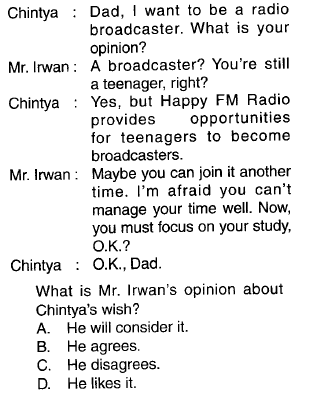 Chintya : Dad, I want to be a radio
broadcaster. What is your
opinion?
Mr. Irwan : A broadcaster? You're still
a teenager, right?
Chintya : Yes, but Happy FM Radio
provides opportunities
for teenagers to become
broadcasters.
Mr. Irwan : Maybe you can join it another
time. I'm afraid you can't
manage your time well. Now,
you must focus on your study,
O.K.?
Chintya : O.K., Dad.
What is Mr. Irwan's opinion about
Chintya's wish?
A. He will consider it.
B. He agrees.
C. He disagrees.
D. He likes it.